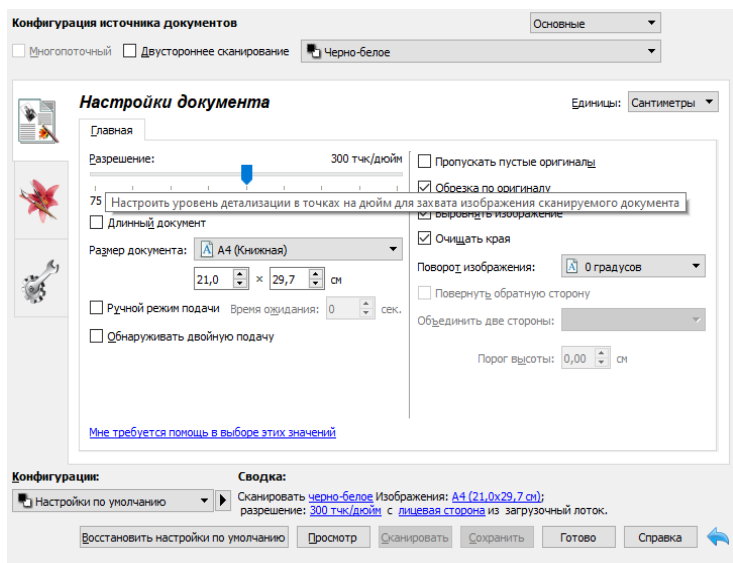 Конфигурация источника документов
Основные
Многопоточный
Двустороннее сканирование
Черно-белое
Настройки документа
Единицы: Сантиметры
Главная
Разрешение: 300 тчк/дюйм
75
Настроить уровень детализации в точках на дюйм для захвата изображения сканируемого документа
Длинный документ
Размер документа: A4 (Книжная)
21,0 × 29,7 см
Ручной режим подачи Время ожидания: 0 сек.
Обнаруживать двойную подачу
Мне требуется помощь в выборе этих значений
Пропускать пустые оригиналы
Обрезка по оригиналу
Выровнять изображение
Очищать края
Поворот изображения: 0 градусов
Повернуть обратную сторону
Объединить две стороны:
Порог высоты: 0,00 см
Конфигурации:
Настройки по умолчанию
Сводка:
Сканировать черно-белое Изображения: A4 (21,0x29,7 см);
разрешение: 300 тчк/дюйм с лицевая сторона из загрузочный лоток.
Восстановить настройки по умолчанию
Просмотр
Сканировать
Сохранить
Готово
Справка